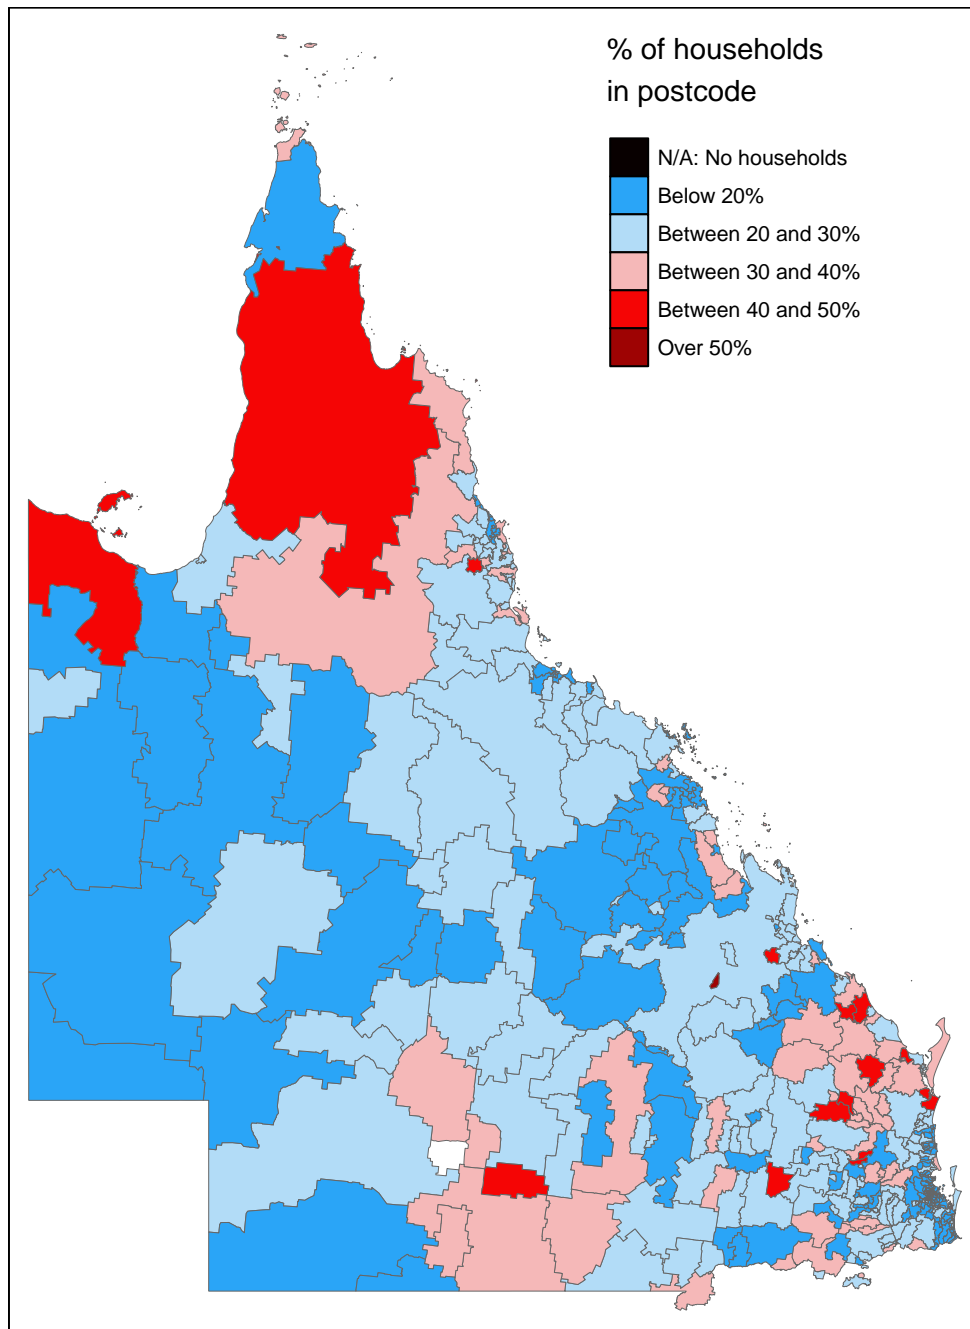 % of households
in postcode
N/A: No households
Below 20%
Between 20 and 30%
Between 30 and 40%
Between 40 and 50%
Over 50%